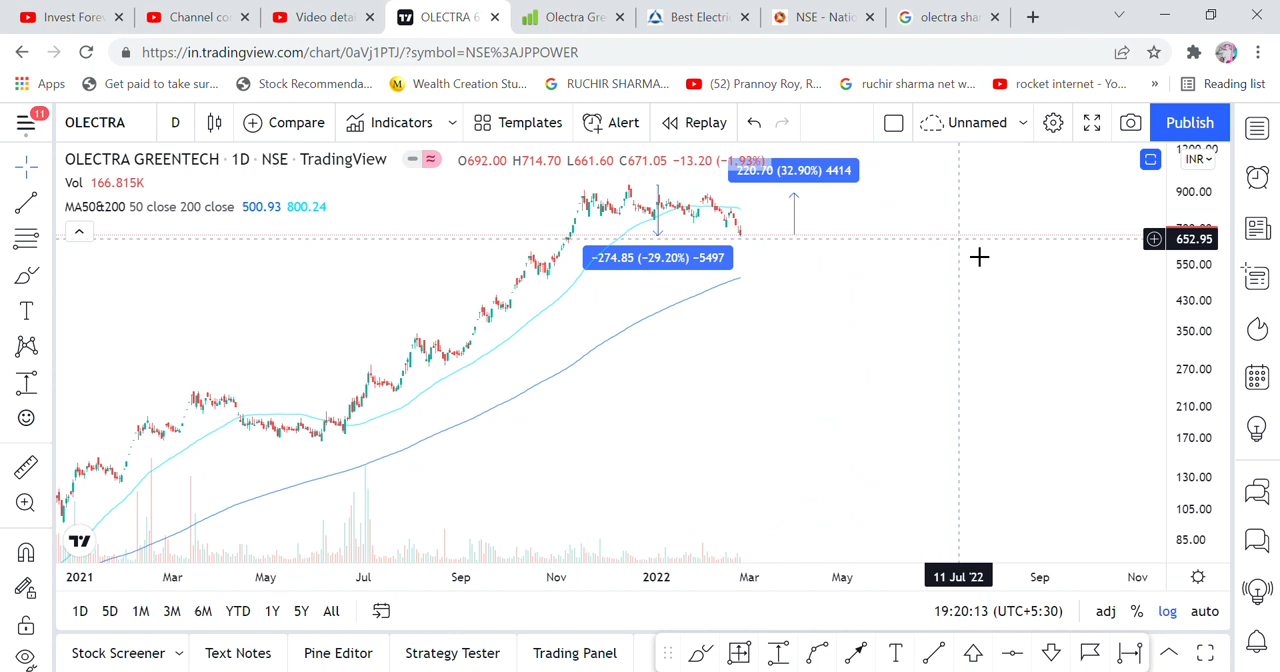 Invest Fore
Channel co
Video detai
OLECTRA 6
Olectra Gre
Best Electri
NSE - Natio
olectra shar
https://in.tradingview.com/chart/0aVj1PTJ/?symbol=NSE%3AJPPOWER
Apps
Get paid to take sur...
Stock Recommenda...
Wealth Creation Stu...
RUCHIR SHARMA...
(52) Prannoy Roy, R...
ruchir sharma net w...
rocket internet - Yo...
»
Reading list
11
OLECTRA
D
Compare
Indicators
Templates
Alert
Replay
Unnamed
Publish
OLECTRA GREENTECH · 1D · NSE · TradingView
O692.00 H714.70 L661.60 C671.05 −13.20 (−1.93%)
INR
Vol 166.815K
220.70 (32.90%) 4414
MA50&200 50 close 200 close 500.93 800.24
−274.85 (−29.20%) −5497
1200.00
900.00
652.95
550.00
430.00
350.00
270.00
210.00
170.00
130.00
105.00
85.00
2021
Mar
May
Jul
Sep
Nov
2022
Mar
May
11 Jul '22
Sep
Nov
1D
5D
1M
3M
6M
YTD
1Y
5Y
All
19:20:13 (UTC+5:30)
adj
%
log
auto
Stock Screener
Text Notes
Pine Editor
Strategy Tester
Trading Panel